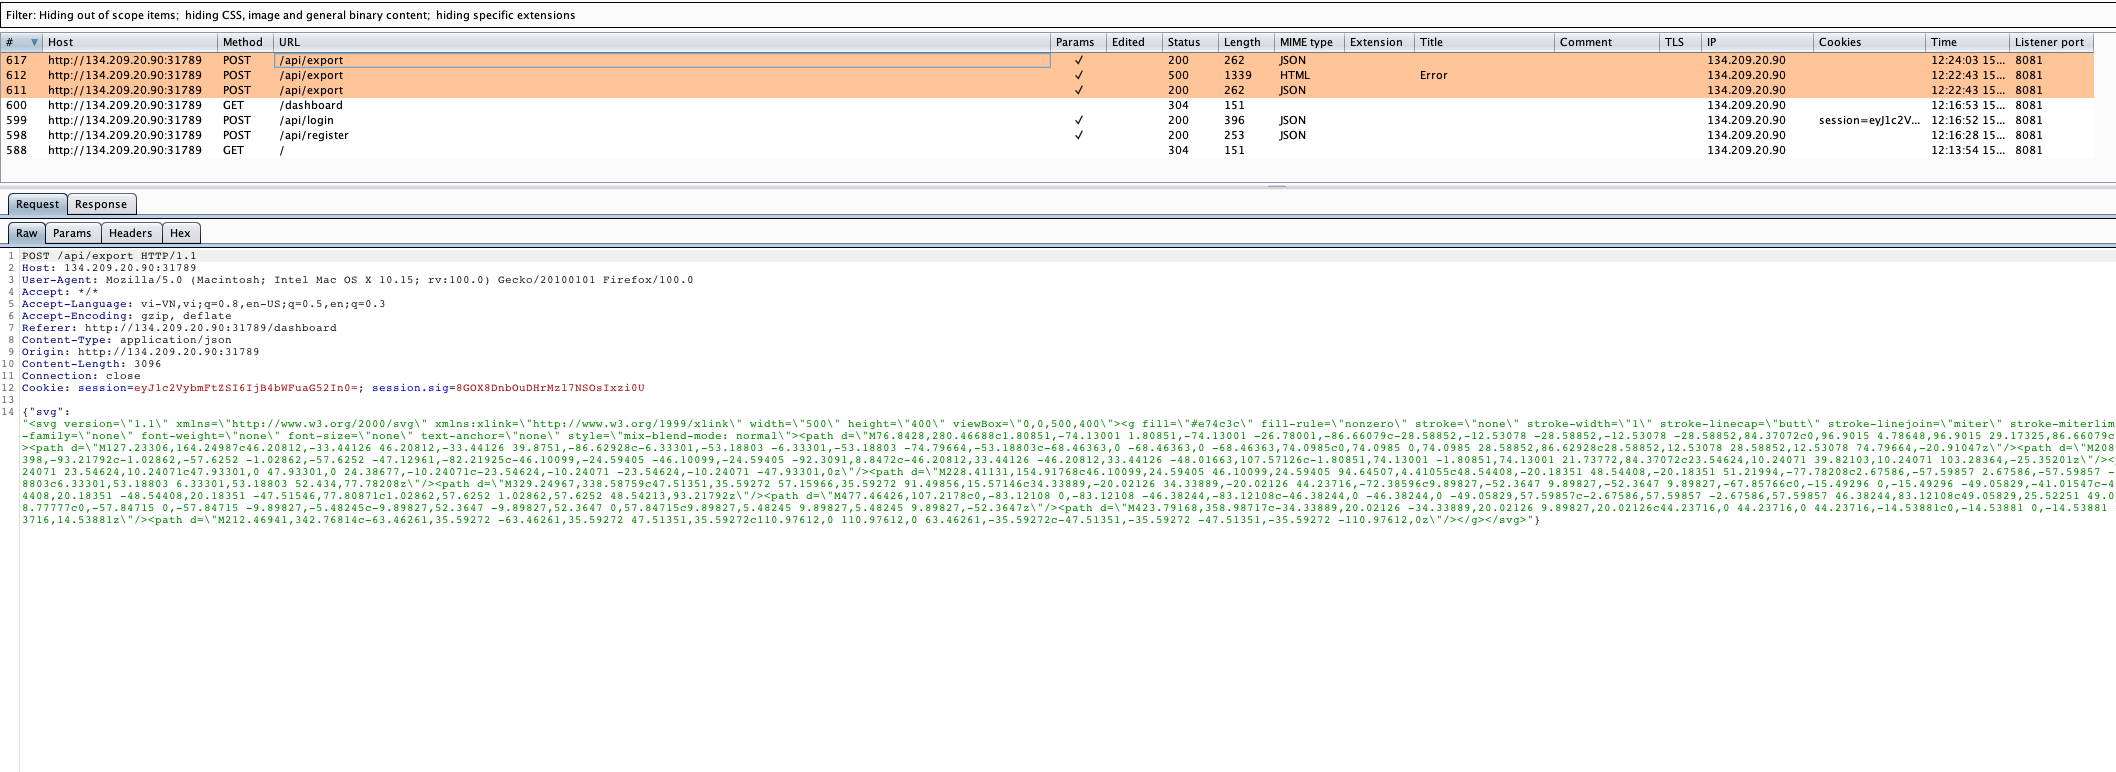 Filter: Hiding out of scope items; hiding CSS, image and general binary content; hiding specific extensions
# Host Method URL Params Edited Status Length MIME type Extension Title Comment TLS IP Cookies Time Listener port
617 http://134.209.20.90:31789 POST /api/export ✓ 200 262 JSON 134.209.20.90 12:24:03 15... 8081
612 http://134.209.20.90:31789 POST /api/export ✓ 500 1339 HTML Error 134.209.20.90 12:22:43 15... 8081
611 http://134.209.20.90:31789 POST /api/export ✓ 200 262 JSON 134.209.20.90 12:22:43 15... 8081
600 http://134.209.20.90:31789 GET /dashboard 304 151 134.209.20.90 12:16:53 15... 8081
599 http://134.209.20.90:31789 POST /api/login ✓ 200 396 JSON 134.209.20.90 session=eyJ1c2V... 12:16:52 15... 8081
598 http://134.209.20.90:31789 POST /api/register ✓ 200 253 JSON 134.209.20.90 12:16:28 15... 8081
588 http://134.209.20.90:31789 GET / 304 151 134.209.20.90 12:13:54 15... 8081
Request Response
Raw Params Headers Hex
1 POST /api/export HTTP/1.1
2 Host: 134.209.20.90:31789
3 User-Agent: Mozilla/5.0 (Macintosh; Intel Mac OS X 10.15; rv:100.0) Gecko/20100101 Firefox/100.0
4 Accept: */*
5 Accept-Language: vi-VN,vi;q=0.8,en-US;q=0.5,en;q=0.3
6 Accept-Encoding: gzip, deflate
7 Referer: http://134.209.20.90:31789/dashboard
8 Content-Type: application/json
9 Origin: http://134.209.20.90:31789
10 Content-Length: 3096
11 Connection: close
12 Cookie: session=eyJ1c2VybmFtZSI6IjB4bWFuaG52In0=; session.sig=8GOX8DnbOuDHrMzl7NSOsIxzi0U
13
14 {"svg":
"<svg version=\"1.1\" xmlns=\"http://www.w3.org/2000/svg\" xmlns:xlink=\"http://www.w3.org/1999/xlink\" width=\"500\" height=\"400\" viewBox=\"0,0,500,400\"><g fill=\"#e74c3c\" fill-rule=\"nonzero\" stroke=\"none\" stroke-width=\"1\" stroke-linecap=\"butt\" stroke-linejoin=\"miter\" stroke-miterlim
-family=\"none\" font-weight=\"none\" font-size=\"none\" text-anchor=\"none\" style=\"mix-blend-mode: normal\"><path d=\"M76.8428,280.46688c1.80851,-74.13001 1.80851,-74.13001 -26.78001,-86.66079c-28.58852,-12.53078 -28.58852,-12.53078 -28.58852,84.37072c0,96.9015 4.78648,96.9015 29.17325,86.66079c
><path d=\"M127.23306,164.24987c46.20812,-33.44126 46.20812,-33.44126 39.8751,-86.62928c-6.33301,-53.18803 -6.33301,-53.18803 -74.79664,-53.18803c-68.46363,0 -68.46363,0 -68.46363,74.0985c0,74.0985 0,74.0985 28.58852,86.62928c28.58852,12.53078 28.58852,12.53078 74.79664,-20.91047z\"/><path d=\"M208
398,-93.21792c-1.02862,-57.6252 -1.02862,-57.6252 -47.12961,-82.21925c-46.10099,-24.59405 -46.10099,-24.59405 -92.3091,8.8472c-46.20812,33.44126 -46.20812,33.44126 -48.01663,107.57126c-1.80851,74.13001 -1.80851,74.13001 21.73772,84.37072c23.54624,10.24071 39.82103,10.24071 103.28364,-25.35201z\"/><
24071 23.54624,10.24071c47.93301,0 47.93301,0 24.38677,-10.24071c-23.54624,-10.24071 -23.54624,-10.24071 -47.93301,0z\"/><path d=\"M228.41131,154.91768c46.10099,24.59405 46.10099,24.59405 94.64507,4.41055c48.54408,-20.18351 48.54408,-20.18351 51.21994,-77.78208c2.67586,-57.59857 2.67586,-57.59857 -
8803c6.33301,53.18803 6.33301,53.18803 52.434,77.78208z\"/><path d=\"M329.24967,338.58759c47.51351,35.59272 57.15966,35.59272 91.49856,15.57146c34.33889,-20.02126 34.33889,-20.02126 44.23716,-72.38596c9.89827,-52.3647 9.89827,-52.3647 9.89827,-67.85766c0,-15.49296 0,-15.49296 -49.05829,-41.01547c-4
4408,20.18351 -48.54408,20.18351 -47.51546,77.80871c1.02862,57.6252 1.02862,57.6252 48.54213,93.21792z\"/><path d=\"M477.46426,107.2178c0,-83.12108 0,-83.12108 -46.38244,-83.12108c-46.38244,0 -46.38244,0 -49.05829,57.59857c-2.67586,57.59857 -2.67586,57.59857 46.38244,83.12108c49.05829,25.52251 49.0
8.77777c0,-57.84715 0,-57.84715 -9.89827,-5.48245c-9.89827,52.3647 -9.89827,52.3647 0,57.84715c9.89827,5.48245 9.89827,5.48245 9.89827,-52.3647z\"/><path d=\"M423.79168,358.98717c-34.33889,20.02126 -34.33889,20.02126 9.89827,20.02126c44.23716,0 44.23716,0 44.23716,-14.53881c0,-14.53881 0,-14.53881
3716,14.53881z\"/><path d=\"M212.46941,342.76814c-63.46261,35.59272 -63.46261,35.59272 47.51351,35.59272c110.97612,0 110.97612,0 63.46261,-35.59272c-47.51351,-35.59272 -47.51351,-35.59272 -110.97612,0z\"/></g></svg>"}